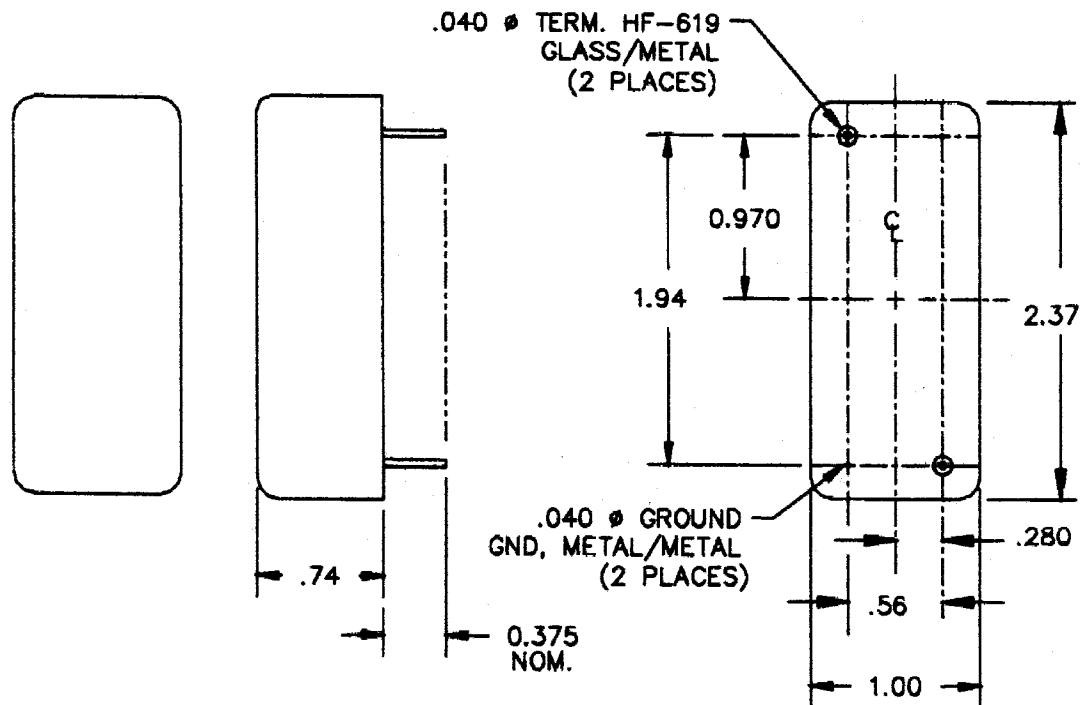 .040 ø TERM. HF-619
GLASS/METAL
(2 PLACES)
0.970
℄
1.94
2.37
.040 ø GROUND
GND, METAL/METAL
(2 PLACES)
.280
.74
.56
0.375
NOM.
1.00